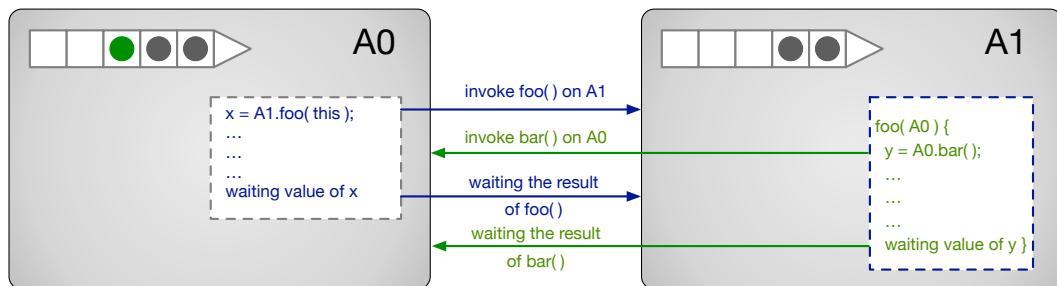 A0
x = A1.foo( this );
...
...
...
waiting value of x
invoke foo( ) on A1
invoke bar( ) on A0
waiting the result
of foo( )
waiting the result
of bar( )
A1
foo( A0 ) {
y = A0.bar( );
...
...
...
waiting value of y }